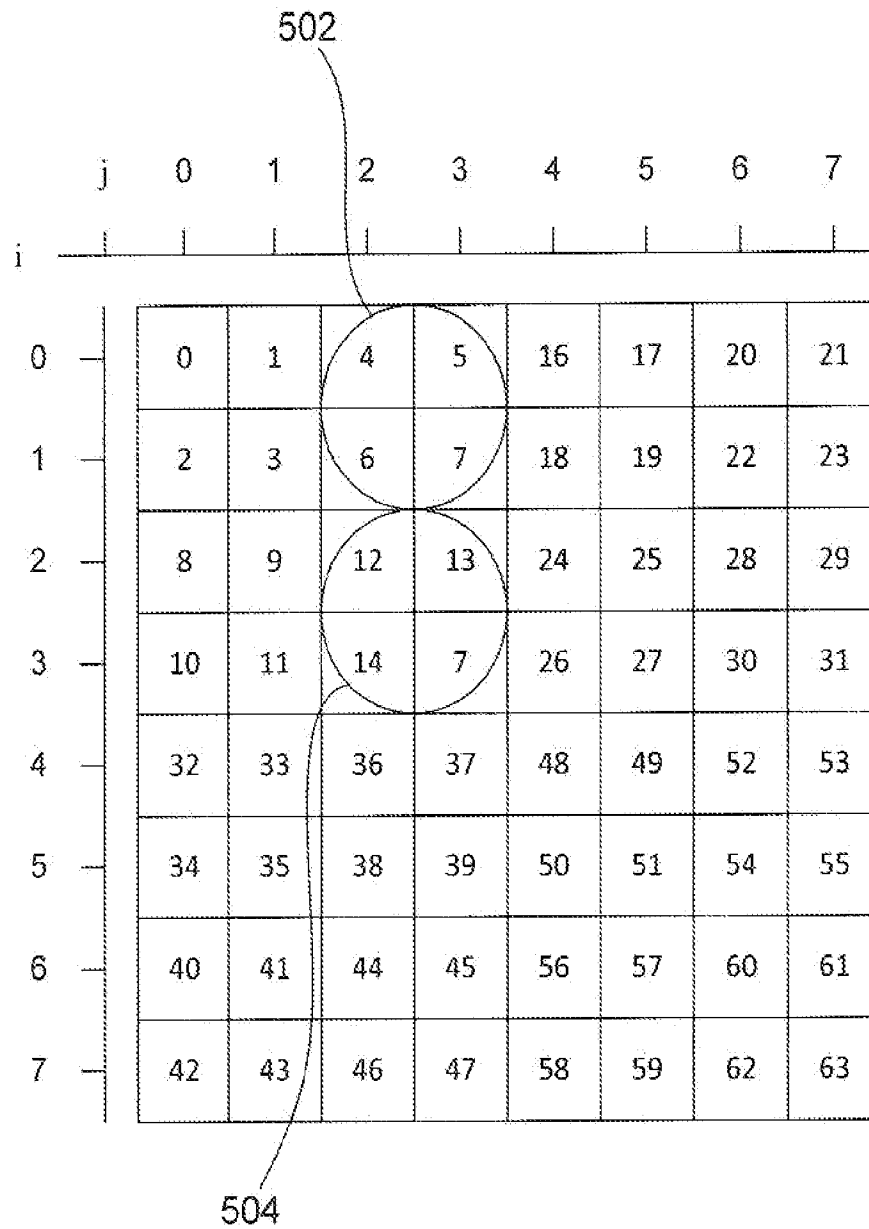 502
j 0 1 2 3 4 5 6 7
i
0 0 1 4 5 16 17 20 21
1 2 3 6 7 18 19 22 23
2 8 9 12 13 24 25 28 29
3 10 11 14 7 26 27 30 31
4 32 33 36 37 48 49 52 53
5 34 35 38 39 50 51 54 55
6 40 41 44 45 56 57 60 61
7 42 43 46 47 58 59 62 63
504